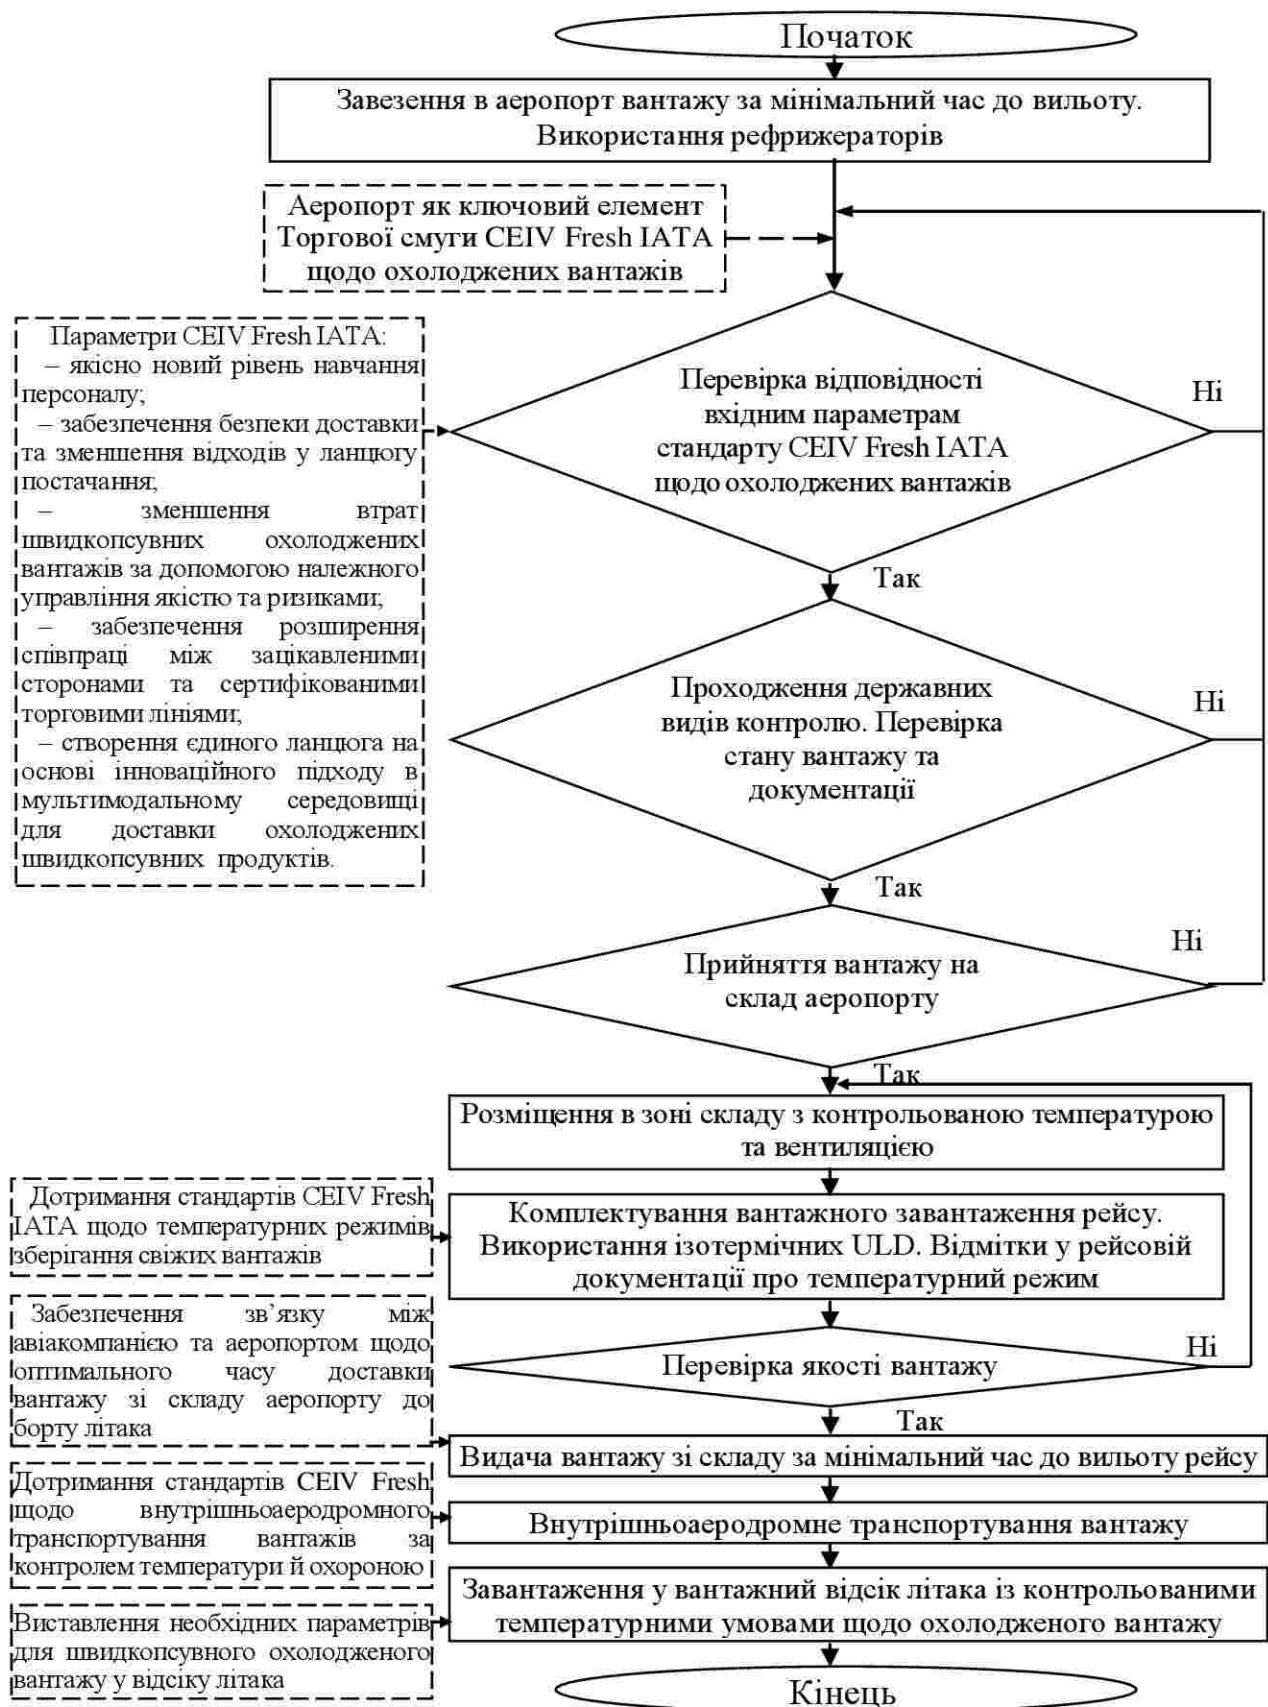 Початок
Завезення в аеропорт вантажу за мінімальний час до вильоту.
Використання рефрижераторів
Аеропорт як ключовий елемент
Торгової смуги CEIV Fresh IATA
щодо охолоджених вантажів
Параметри CEIV Fresh IATA:
– якісно новий рівень навчання
персоналу;
– забезпечення безпеки доставки
та зменшення відходів у ланцюгу
постачання;
– зменшення втрат
швидкопсувних охолоджених
вантажів за допомогою належного
управління якістю та ризиками;
– забезпечення розширення
співпраці між зацікавленими
сторонами та сертифікованими
торговими лініями;
– створення єдиного ланцюга на
основі інноваційного підходу в
мультимодальному середовищі
для доставки охолоджених
швидкопсувних продуктів.
Перевірка відповідності
вхідним параметрам
стандарту CEIV Fresh IATA
щодо охолоджених вантажів
Ні
Так
Проходження державних
видів контролю. Перевірка
стану вантажу та
документації
Ні
Так
Прийняття вантажу на
склад аеропорту
Ні
Так
Розміщення в зоні складу з контрольованою температурою
та вентиляцією
Дотримання стандартів CEIV Fresh
IATA щодо температурних режимів
зберігання свіжих вантажів
Комплектування вантажного завантаження рейсу.
Використання ізотермічних ULD. Відмітки у рейсовій
документації про температурний режим
Забезпечення зв’язку між
авіакомпанією та аеропортом щодо
оптимального часу доставки
вантажу зі складу аеропорту до
борту літака
Перевірка якості вантажу
Ні
Так
Видача вантажу зі складу за мінімальний час до вильоту рейсу
Дотримання стандартів CEIV Fresh
щодо внутрішньоаеродромного
транспортування вантажів за
контролем температури й охороною
Внутрішньоаеродромне транспортування вантажу
Завантаження у вантажний відсік літака із контрольованими
температурними умовами щодо охолодженого вантажу
Виставлення необхідних параметрів
для швидкопсувного охолодженого
вантажу у відсіку літака
Кінець